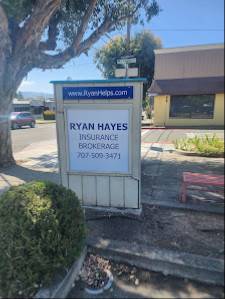 www.RyanHelps.com
RYAN HAYES
INSURANCE
BROKERAGE
707-509-3471